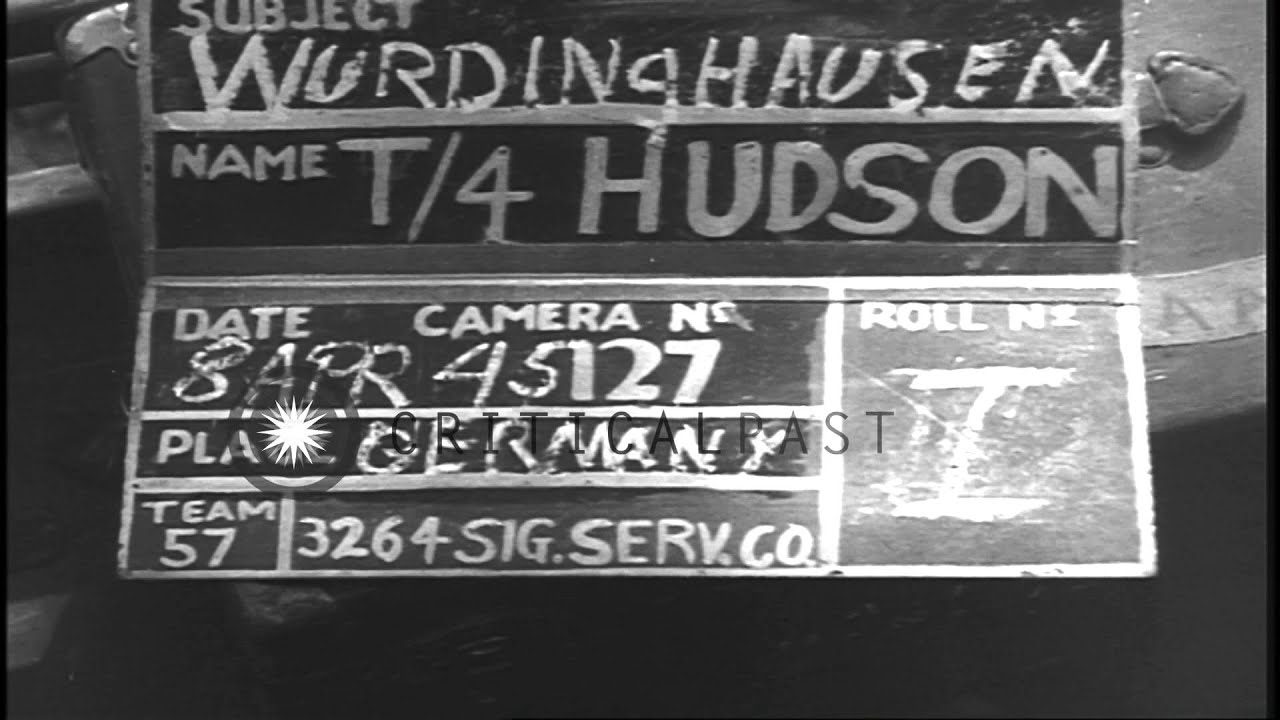 SUBJECT
WURDINGHAUSEN
NAME T/4 HUDSON
DATE CAMERA Nº ROLL Nº
8 APR 45 127 I
PLACE GERMANY
CRITICALPAST
TEAM
57 3264 SIG. SERV. CO.